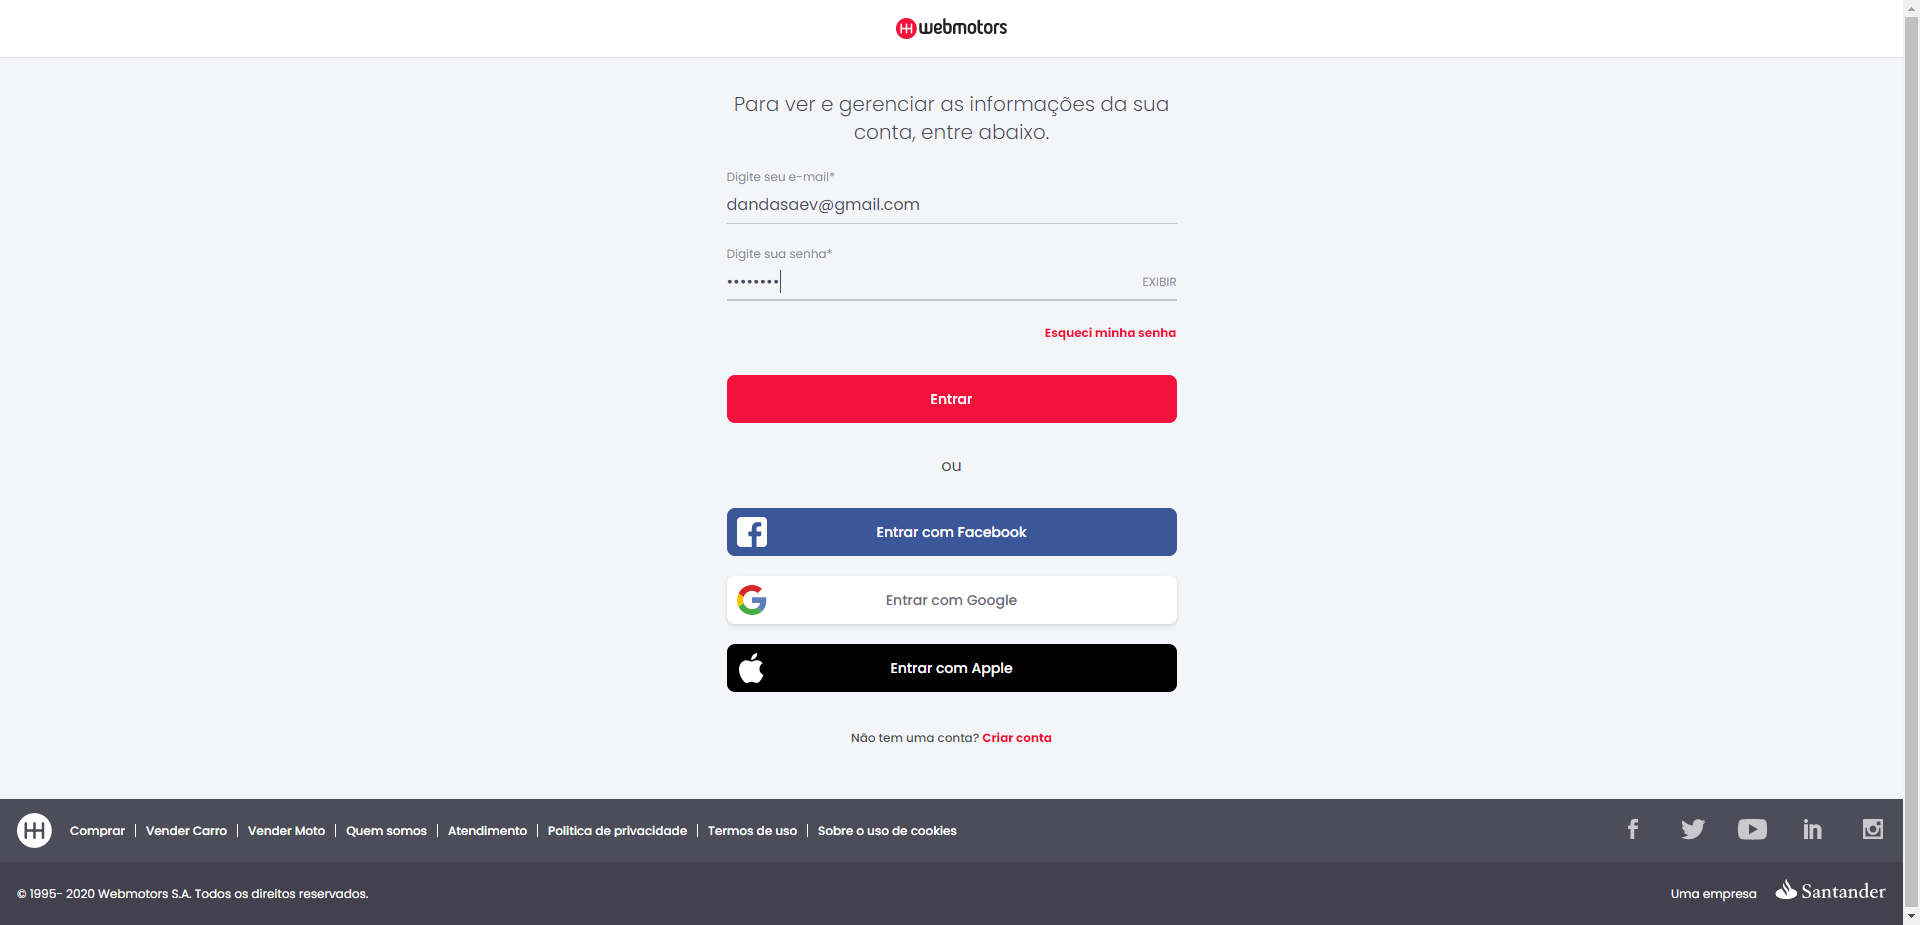 webmotors
Para ver e gerenciar as informações da sua
conta, entre abaixo.
Digite seu e-mail*
dandasaev@gmail.com
Digite sua senha*
••••••••
EXIBIR
Esqueci minha senha
Entrar
ou
Entrar com Facebook
Entrar com Google
Entrar com Apple
Não tem uma conta? Criar conta
Comprar | Vender Carro | Vender Moto | Quem somos | Atendimento | Politica de privacidade | Termos de uso | Sobre o uso de cookies
© 1995- 2020 Webmotors S.A. Todos os direitos reservados.
Uma empresa Santander